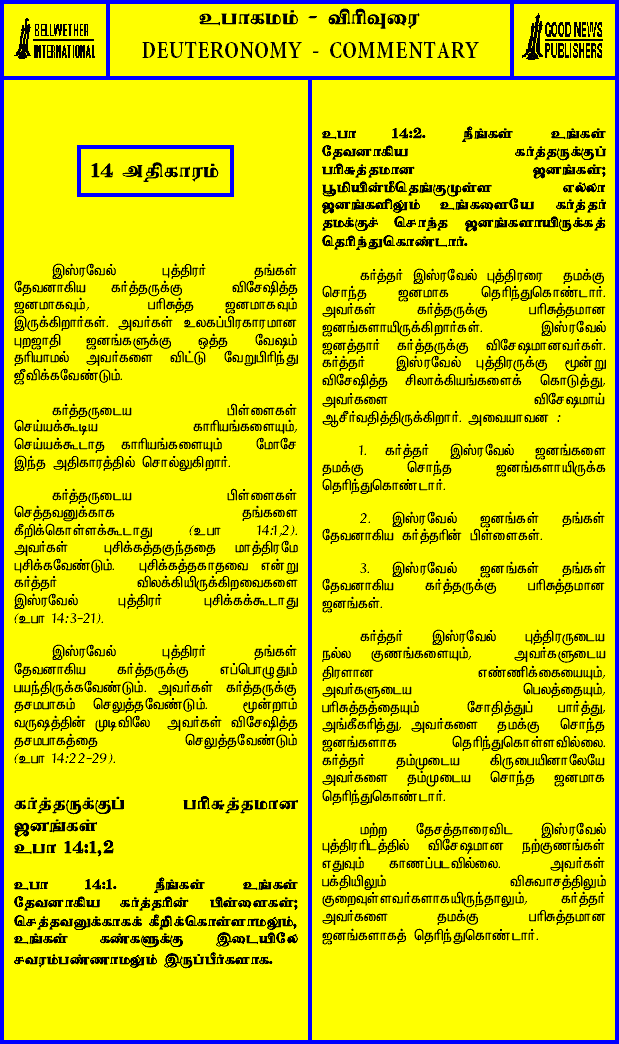 BELLWETHER
INTERNATIONAL
உபாகமம் - விரிவுரை
DEUTERONOMY - COMMENTARY
GOOD NEWS
PUBLISHERS
14 அதிகாரம்
இஸ்ரவேல் புத்திரர் தங்கள்
தேவனாகிய கர்த்தருக்கு விசேஷித்த
ஜனமாகவும், பரிசுத்த ஜனமாகவும்
இருக்கிறார்கள். அவர்கள் உலகப்பிரகாரமான
புறஜாதி ஜனங்களுக்கு ஒத்த வேஷம்
தரியாமல் அவர்களை விட்டு வேறுபிரிந்து
ஜீவிக்கவேண்டும்.
கர்த்தருடைய பிள்ளைகள்
செய்யக்கூடிய காரியங்களையும்,
செய்யக்கூடாத காரியங்களையும் மோசே
இந்த அதிகாரத்தில் சொல்லுகிறார்.
கர்த்தருடைய பிள்ளைகள்
செத்தவனுக்காக தங்களை
கீறிக்கொள்ளக்கூடாது (உபா 14:1,2).
அவர்கள் புசிக்கத்தகுந்ததை மாத்திரமே
புசிக்கவேண்டும். புசிக்கத்தகாதவை என்று
கர்த்தர் விலக்கியிருக்கிறவைகளை
இஸ்ரவேல் புத்திரர் புசிக்கக்கூடாது
(உபா 14:3-21).
இஸ்ரவேல் புத்திரர் தங்கள்
தேவனாகிய கர்த்தருக்கு எப்பொழுதும்
பயந்திருக்கவேண்டும். அவர்கள் கர்த்தருக்கு
தசமபாகம் செலுத்தவேண்டும். மூன்றாம்
வருஷத்தின் முடிவிலே அவர்கள் விசேஷித்த
தசமபாகத்தை செலுத்தவேண்டும்
(உபா 14:22-29).
கர்த்தருக்குப் பரிசுத்தமான
ஜனங்கள்
உபா 14:1,2
உபா 14:1. நீங்கள் உங்கள்
தேவனாகிய கர்த்தரின் பிள்ளைகள்;
செத்தவனுக்காகக் கீறிக்கொள்ளாமலும்,
உங்கள் கண்களுக்கு இடையிலே
சவரம்பண்ணாமலும் இருப்பீர்களாக.
உபா 14:2. நீங்கள் உங்கள்
தேவனாகிய கர்த்தருக்குப்
பரிசுத்தமான ஜனங்கள்;
பூமியின்மீதெங்குமுள்ள எல்லா
ஜனங்களிலும் உங்களையே கர்த்தர்
தமக்குச் சொந்த ஜனங்களாயிருக்கத்
தெரிந்துகொண்டார்.
கர்த்தர் இஸ்ரவேல் புத்திரரை தமக்கு
சொந்த ஜனமாக தெரிந்துகொண்டார்.
அவர்கள் கர்த்தருக்கு பரிசுத்தமான
ஜனங்களாயிருக்கிறார்கள். இஸ்ரவேல்
ஜனத்தார் கர்த்தருக்கு விசேஷமானவர்கள்.
கர்த்தர் இஸ்ரவேல் புத்திரருக்கு மூன்று
விசேஷித்த சிலாக்கியங்களைக் கொடுத்து,
அவர்களை விசேஷமாய்
ஆசீர்வதித்திருக்கிறார். அவையாவன :
1. கர்த்தர் இஸ்ரவேல் ஜனங்களை
தமக்கு சொந்த ஜனங்களாயிருக்க
தெரிந்துகொண்டார்.
2. இஸ்ரவேல் ஜனங்கள் தங்கள்
தேவனாகிய கர்த்தரின் பிள்ளைகள்.
3. இஸ்ரவேல் ஜனங்கள் தங்கள்
தேவனாகிய கர்த்தருக்கு பரிசுத்தமான
ஜனங்கள்.
கர்த்தர் இஸ்ரவேல் புத்திரருடைய
நல்ல குணங்களையும், அவர்களுடைய
திரளான எண்ணிக்கையையும்,
அவர்களுடைய பெலத்தையும்,
பரிசுத்தத்தையும் சோதித்துப் பார்த்து,
அங்கீகரித்து, அவர்களை தமக்கு சொந்த
ஜனங்களாக தெரிந்துகொள்ளவில்லை.
கர்த்தர் தம்முடைய கிருபையினாலேயே
அவர்களை தம்முடைய சொந்த ஜனமாக
தெரிந்துகொண்டார்.
மற்ற தேசத்தாரைவிட இஸ்ரவேல்
புத்திரரிடத்தில் விசேஷமான நற்குணங்கள்
எதுவும் காணப்படவில்லை. அவர்கள்
பக்தியிலும் விசுவாசத்திலும்
குறைவுள்ளவர்களாகயிருந்தாலும், கர்த்தர்
அவர்களை தமக்கு பரிசுத்தமான
ஜனங்களாகத் தெரிந்துகொண்டார்.